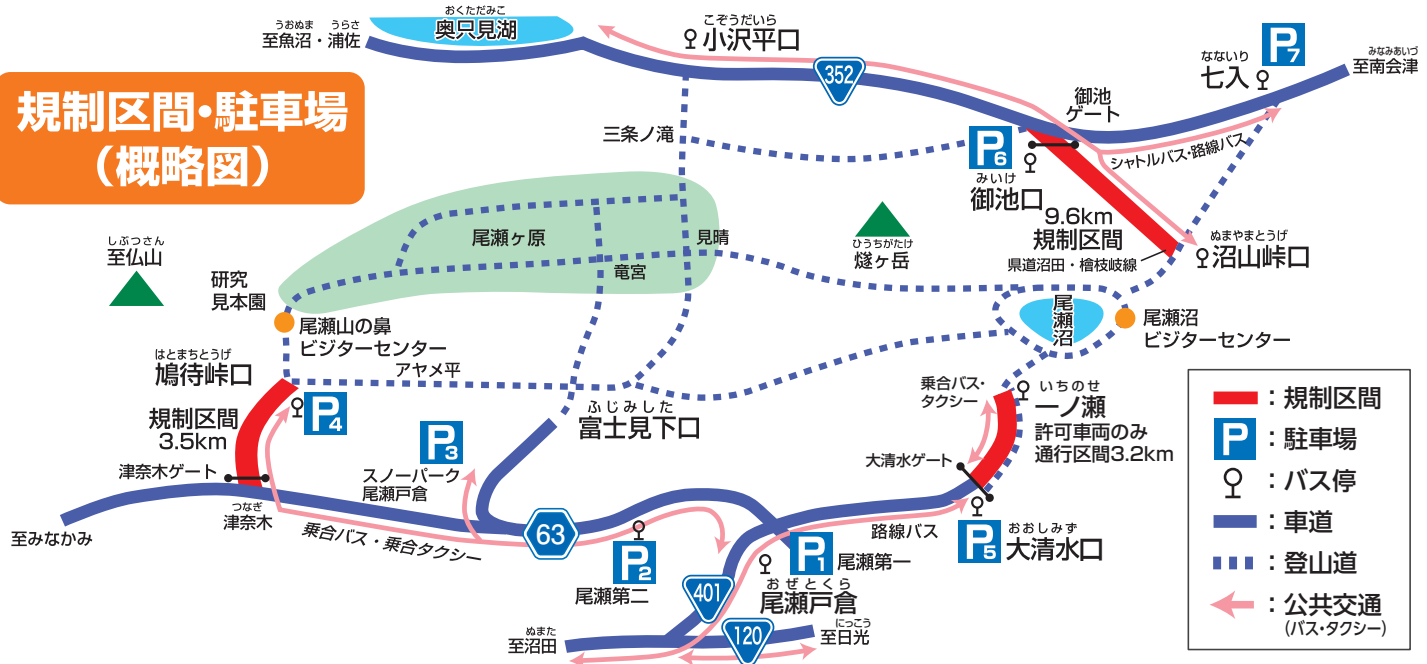 規制区間・駐車場
（概略図）
うおぬま　うらさ
至魚沼・浦佐
おくただみこ
奥只見湖
こぞうだいら
小沢平口
352
御池
ゲート
なないり
七入
P7
みなみあいづ
至南会津
三条ノ滝
P6
みいけ
御池口
シャトルバス・路線バス
9.6km
規制区間
県道沼田・檜枝岐線
ぬまやまとうげ
沼山峠口
しぶつさん
至仏山
研究
見本園
尾瀬ヶ原
竜宮
見晴
ひうちがたけ
燧ヶ岳
尾瀬山の鼻
ビジターセンター
尾瀬沼
尾瀬沼
ビジターセンター
はとまちとうげ
鳩待峠口
アヤメ平
規制区間
3.5km
P4
津奈木ゲート
つなぎ
津奈木
至みなかみ
乗合バス・乗合タクシー
P3
スノーパーク
尾瀬戸倉
ふじみした
富士見下口
63
P2
尾瀬第二
乗合バス・
タクシー
いちのせ
一ノ瀬
許可車両のみ
通行区間3.2km
大清水ゲート
路線バス
P5
おおしみず
大清水口
P1
尾瀬第一
おぜとくら
尾瀬戸倉
401
120
ぬまた
至沼田
にっこう
至日光
：規制区間
P：駐車場
：バス停
：車道
：登山道
：公共交通
(バス・タクシー)